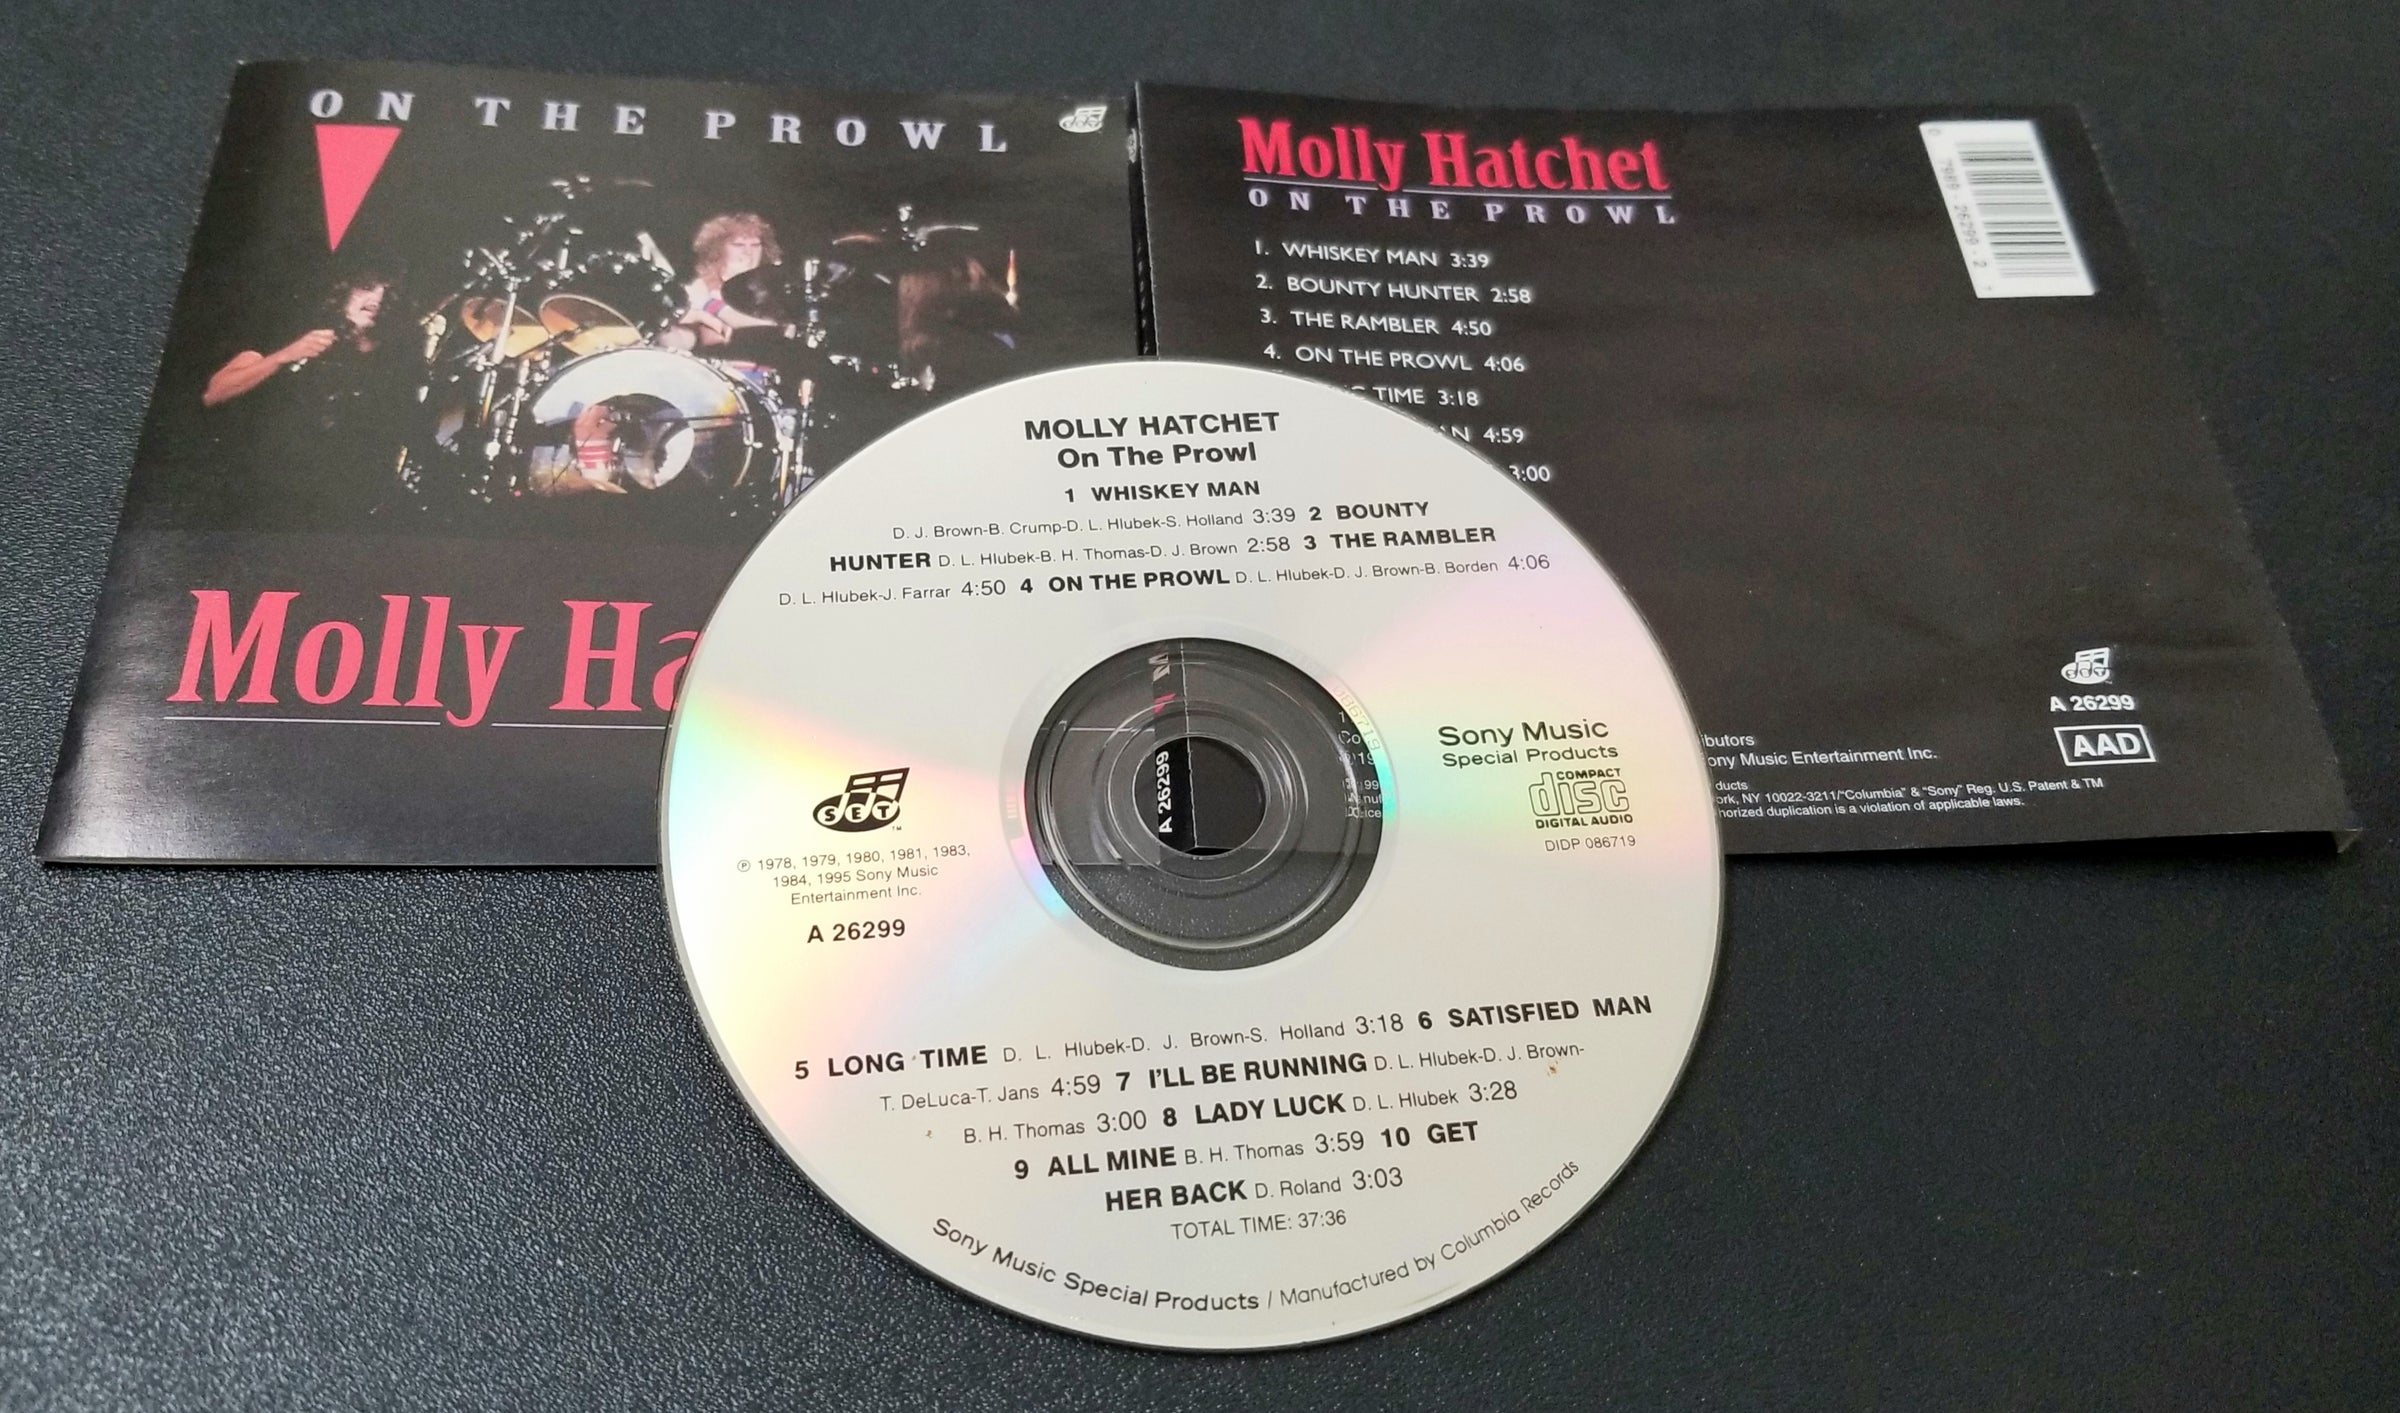 ON THE PROWL
Molly Ha
Molly Hatchet
ON THE PROWL
1. WHISKEY MAN 3:39
2. BOUNTY HUNTER 2:58
3. THE RAMBLER 4:50
4. ON THE PROWL 4:06
TIME 3:18
4:59
3:00
7989-26299-2
SET
A 26299
AAD
ony Music Entertainment Inc.
NY 10022-3211/"Columbia" & "Sony" Reg. U.S. Patent & TM
duplication is a violation of applicable laws.
MOLLY HATCHET
On The Prowl
1 WHISKEY MAN
D. J. Brown-B. Crump-D. L. Hlubek-S. Holland 3:39 2 BOUNTY
HUNTER D. L. Hlubek-B. H. Thomas-D. J. Brown 2:58 3 THE RAMBLER
D. L. Hlubek-J. Farrar 4:50 4 ON THE PROWL D. L. Hlubek-D. J. Brown-B. Borden 4:06
SET™
℗ 1978, 1979, 1980, 1981, 1983,
1984, 1995 Sony Music
Entertainment Inc.
A 26299
A 26299
Sony Music
Special Products
COMPACT
disc
DIGITAL AUDIO
DIDP 086719
5 LONG TIME D. L. Hlubek-D. J. Brown-S. Holland 3:18 6 SATISFIED MAN
T. DeLuca-T. Jans 4:59 7 I'LL BE RUNNING D. L. Hlubek-D. J. Brown-
B. H. Thomas 3:00 8 LADY LUCK D. L. Hlubek 3:28
9 ALL MINE B. H. Thomas 3:59 10 GET
HER BACK D. Roland 3:03
TOTAL TIME: 37:36
Sony Music Special Products / Manufactured by Columbia Records